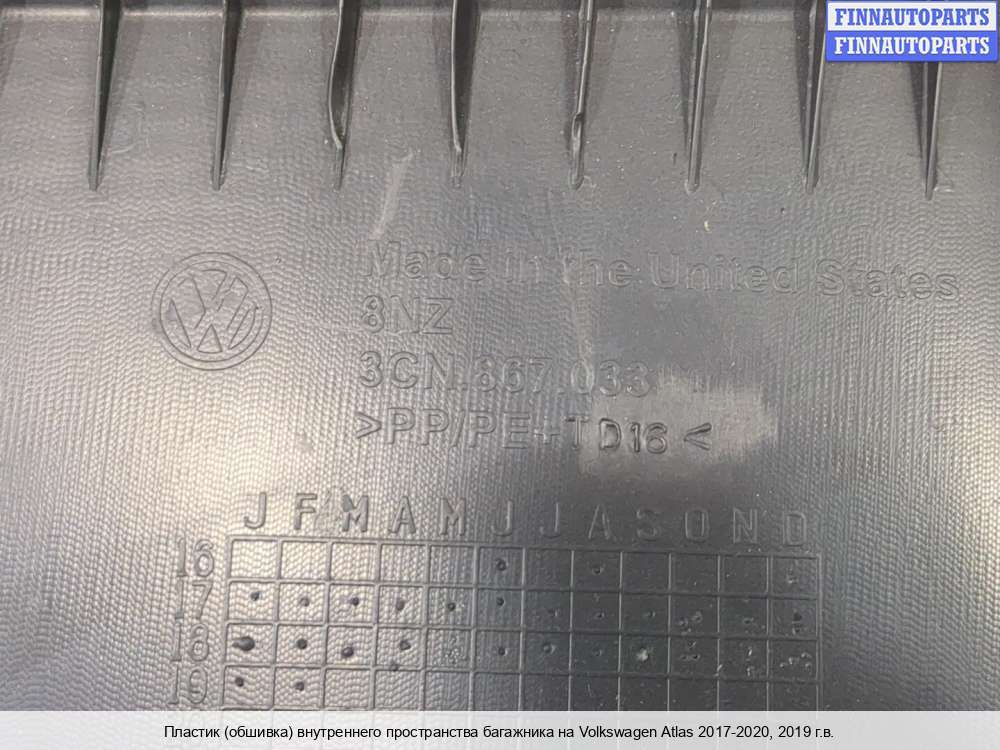 FINNAUTOPARTS
FINNAUTOPARTS
Made in the United States
8NZ
3CN.867.033
>PP/PE+TD16<
J F M A M J J A S O N D
16
17
18
19
Пластик (обшивка) внутреннего пространства багажника на Volkswagen Atlas 2017-2020, 2019 г.в.